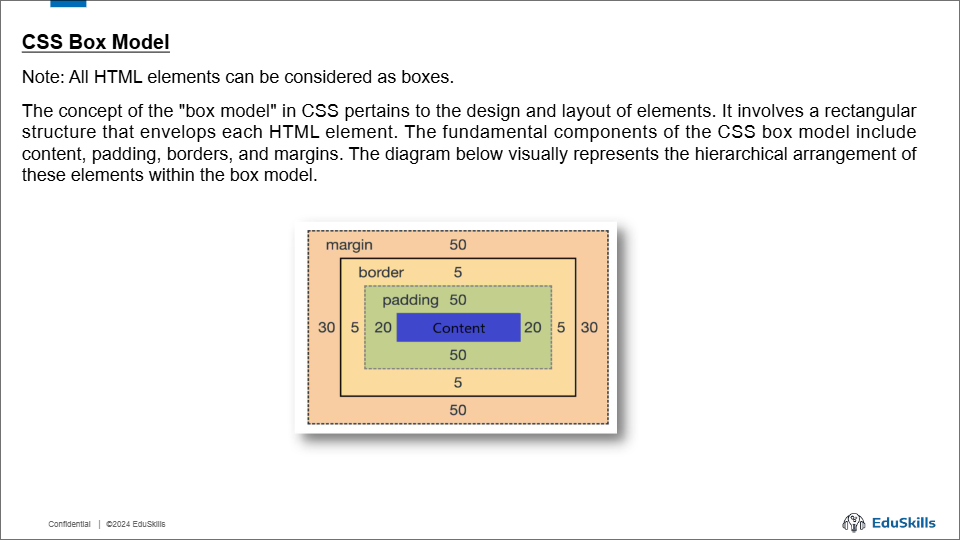 CSS Box Model
Note: All HTML elements can be considered as boxes.
The concept of the "box model" in CSS pertains to the design and layout of elements. It involves a rectangular
structure that envelops each HTML element. The fundamental components of the CSS box model include
content, padding, borders, and margins. The diagram below visually represents the hierarchical arrangement of
these elements within the box model.
margin 50
border 5
padding 50
30 5 20 Content 20 5 30
50
5
50
Confidential | ©2024 EduSkills
EduSkills